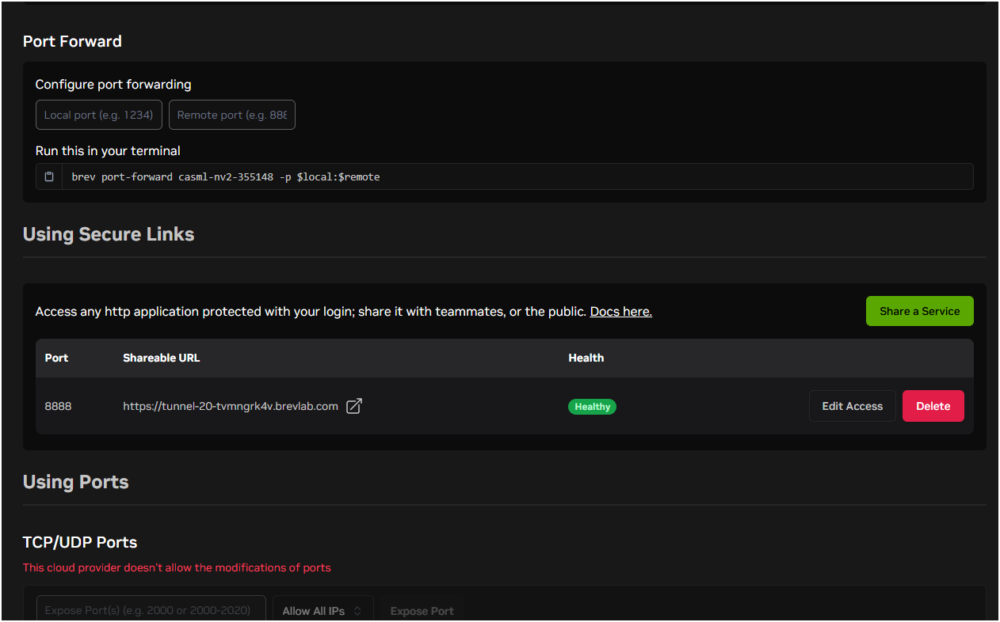 Port Forward
Configure port forwarding
Local port (e.g. 1234) Remote port (e.g. 888
Run this in your terminal
brev port-forward casml-nv2-355148 -p $local:$remote
Using Secure Links
Access any http application protected with your login; share it with teammates, or the public. Docs here.
Share a Service
Port Shareable URL Health
8888 https://tunnel-20-tvmngrk4v.brevlab.com Healthy Edit Access Delete
Using Ports
TCP/UDP Ports
This cloud provider doesn't allow the modifications of ports
Expose Port(s) (e.g. 2000 or 2000-2020) Allow All IPs Expose Port